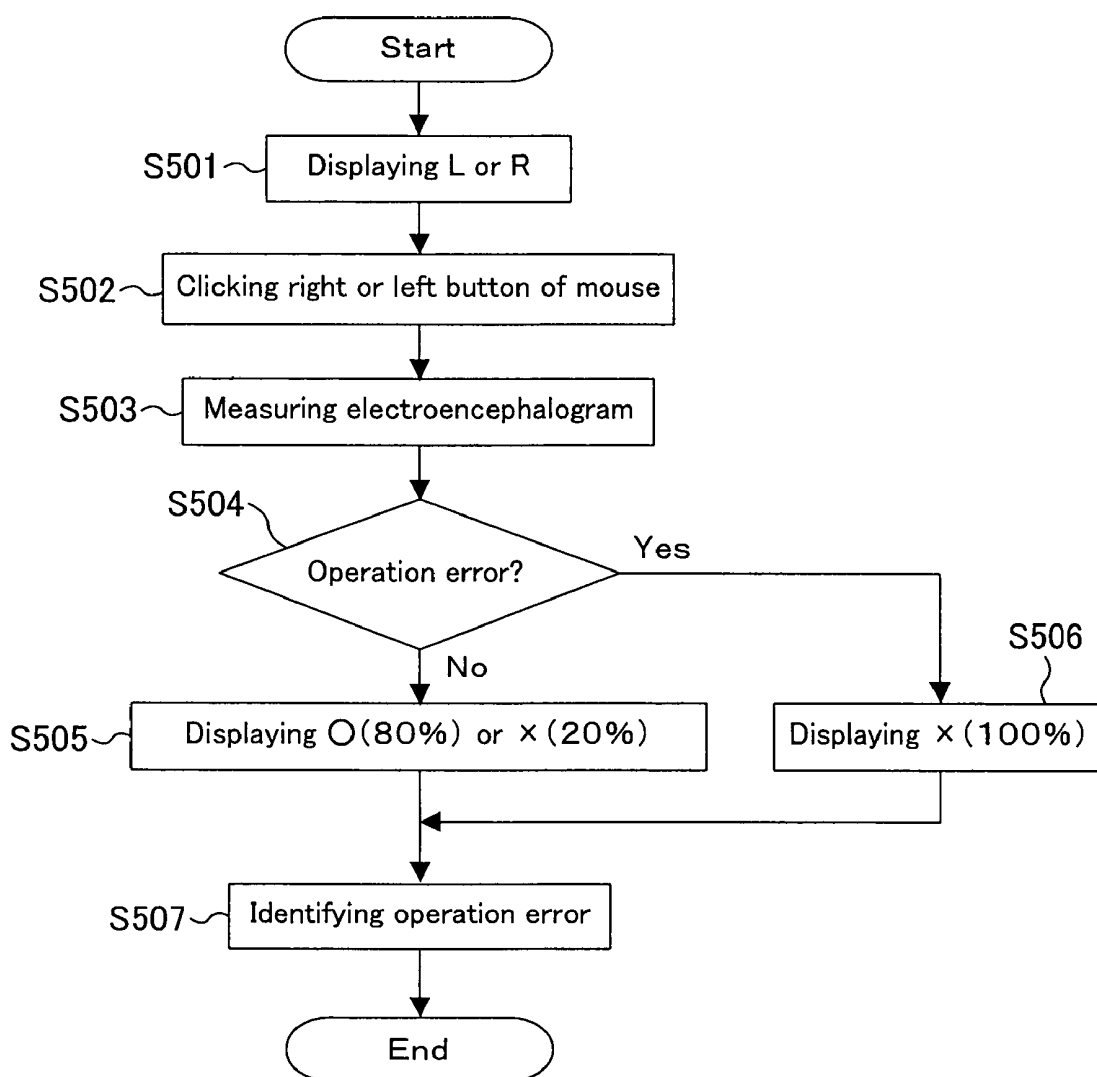 Start
S501
Displaying L or R
S502
Clicking right or left button of mouse
S503
Measuring electroencephalogram
S504
Operation error?
Yes
No
S506
S505
Displaying ○(80%) or ×(20%)
Displaying ×(100%)
S507
Identifying operation error
End